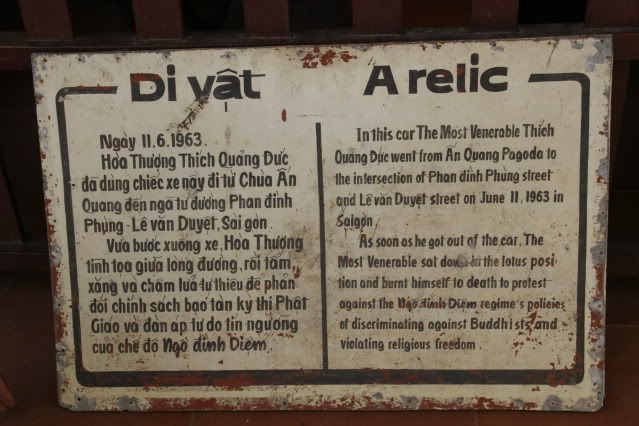 Di vật
Ngày 11.6.1963.
Hòa Thượng Thích Quảng Đức
đã dùng chiếc xe này đi từ Chùa Ấn
Quang đến ngã tư đường Phan đình
Phùng - Lê văn Duyệt, Sài gòn.
Vừa bước xuống xe, Hòa Thượng
tĩnh tọa giữa lòng đường, rồi tẩm
xăng và châm lửa tự thiêu để phản
đối chính sách bạo tàn kỳ thị Phật
Giáo và đàn áp tự do tín ngưỡng
của chế độ Ngô đình Diệm.
A relic
In this car The Most Venerable Thích
Quảng Đức went from Ấn Quang Pagoda to
the intersection of Phan đình Phùng street
and Lê văn Duyệt street on June 11, 1963 in
Saigon.
As soon as he got out of the car, The
Most Venerable sat down in the lotus posi
tion and burnt himself to death to protest
against the Ngô đình Diệm regime's policies
of discriminating against Buddhists and
violating religious freedom.